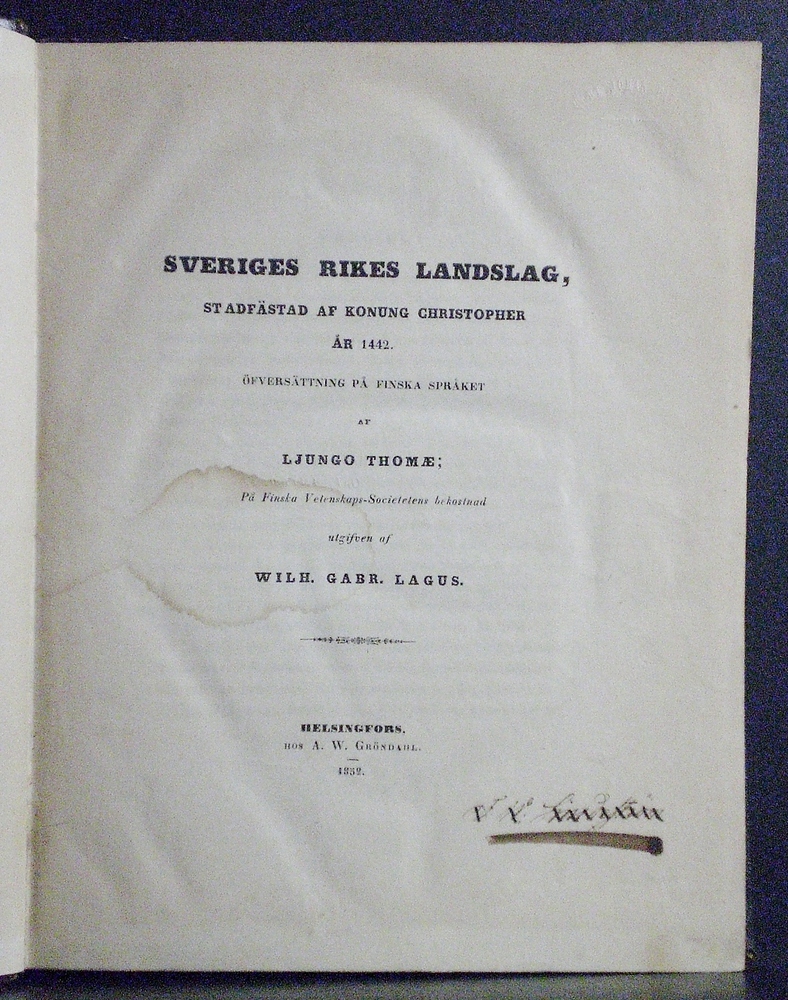 SVERIGES RIKES LANDSLAG,
STADFÄSTAD AF KONUNG CHRISTOPHER
ÅR 1442.
ÖFVERSÄTTNING PÅ FINSKA SPRÅKET
AF
LJUNGO THOMÆ;
På Finska Vetenskaps-Societetens bekostnad
utgifven af
WILH. GABR. LAGUS.
HELSINGFORS,
HOS A. W. GRÖNDAHL.
1852.